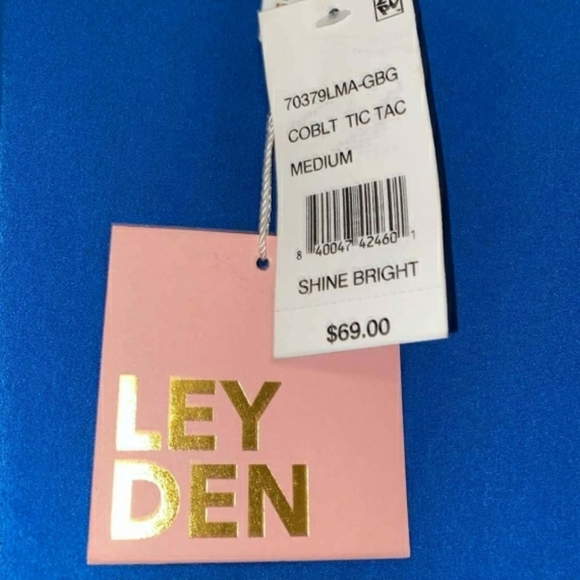 70379LMA-GBG
COBLT TIC TAC
MEDIUM
8 40047 42460 1
SHINE BRIGHT
$69.00
LEY
DEN